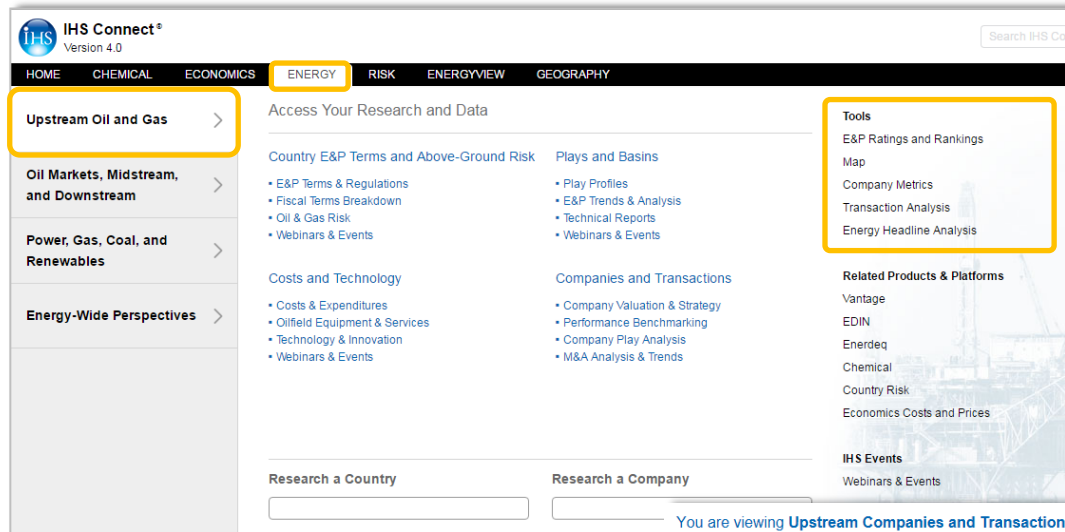 IHS
IHS Connect®
Version 4.0
Search IHS Co
HOME CHEMICAL ECONOMICS ENERGY RISK ENERGYVIEW GEOGRAPHY
Upstream Oil and Gas
Oil Markets, Midstream,
and Downstream
Power, Gas, Coal, and
Renewables
Energy-Wide Perspectives
Access Your Research and Data
Country E&P Terms and Above-Ground Risk
▪ E&P Terms & Regulations
▪ Fiscal Terms Breakdown
▪ Oil & Gas Risk
▪ Webinars & Events
Plays and Basins
▪ Play Profiles
▪ E&P Trends & Analysis
▪ Technical Reports
▪ Webinars & Events
Costs and Technology
▪ Costs & Expenditures
▪ Oilfield Equipment & Services
▪ Technology & Innovation
▪ Webinars & Events
Companies and Transactions
▪ Company Valuation & Strategy
▪ Performance Benchmarking
▪ Company Play Analysis
▪ M&A Analysis & Trends
Research a Country
Research a Company
Tools
E&P Ratings and Rankings
Map
Company Metrics
Transaction Analysis
Energy Headline Analysis
Related Products & Platforms
Vantage
EDIN
Enerdeq
Chemical
Country Risk
Economics Costs and Prices
IHS Events
Webinars & Events
You are viewing Upstream Companies and Transaction